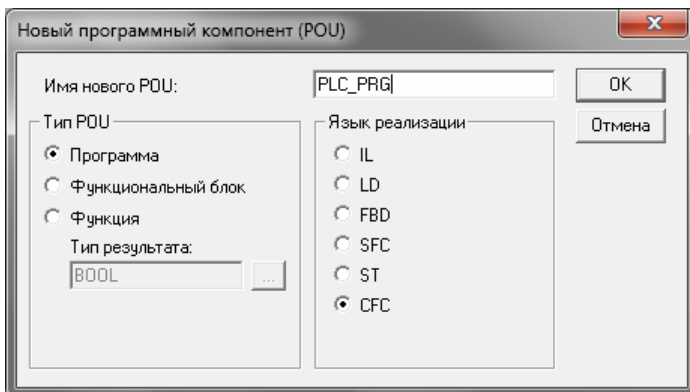 Новый программный компонент (POU)
Имя нового POU:
PLC_PRG
OK
Отмена
Тип POU
Программа
Функциональный блок
Функция
Тип результата:
BOOL
...
Язык реализации
IL
LD
FBD
SFC
ST
CFC